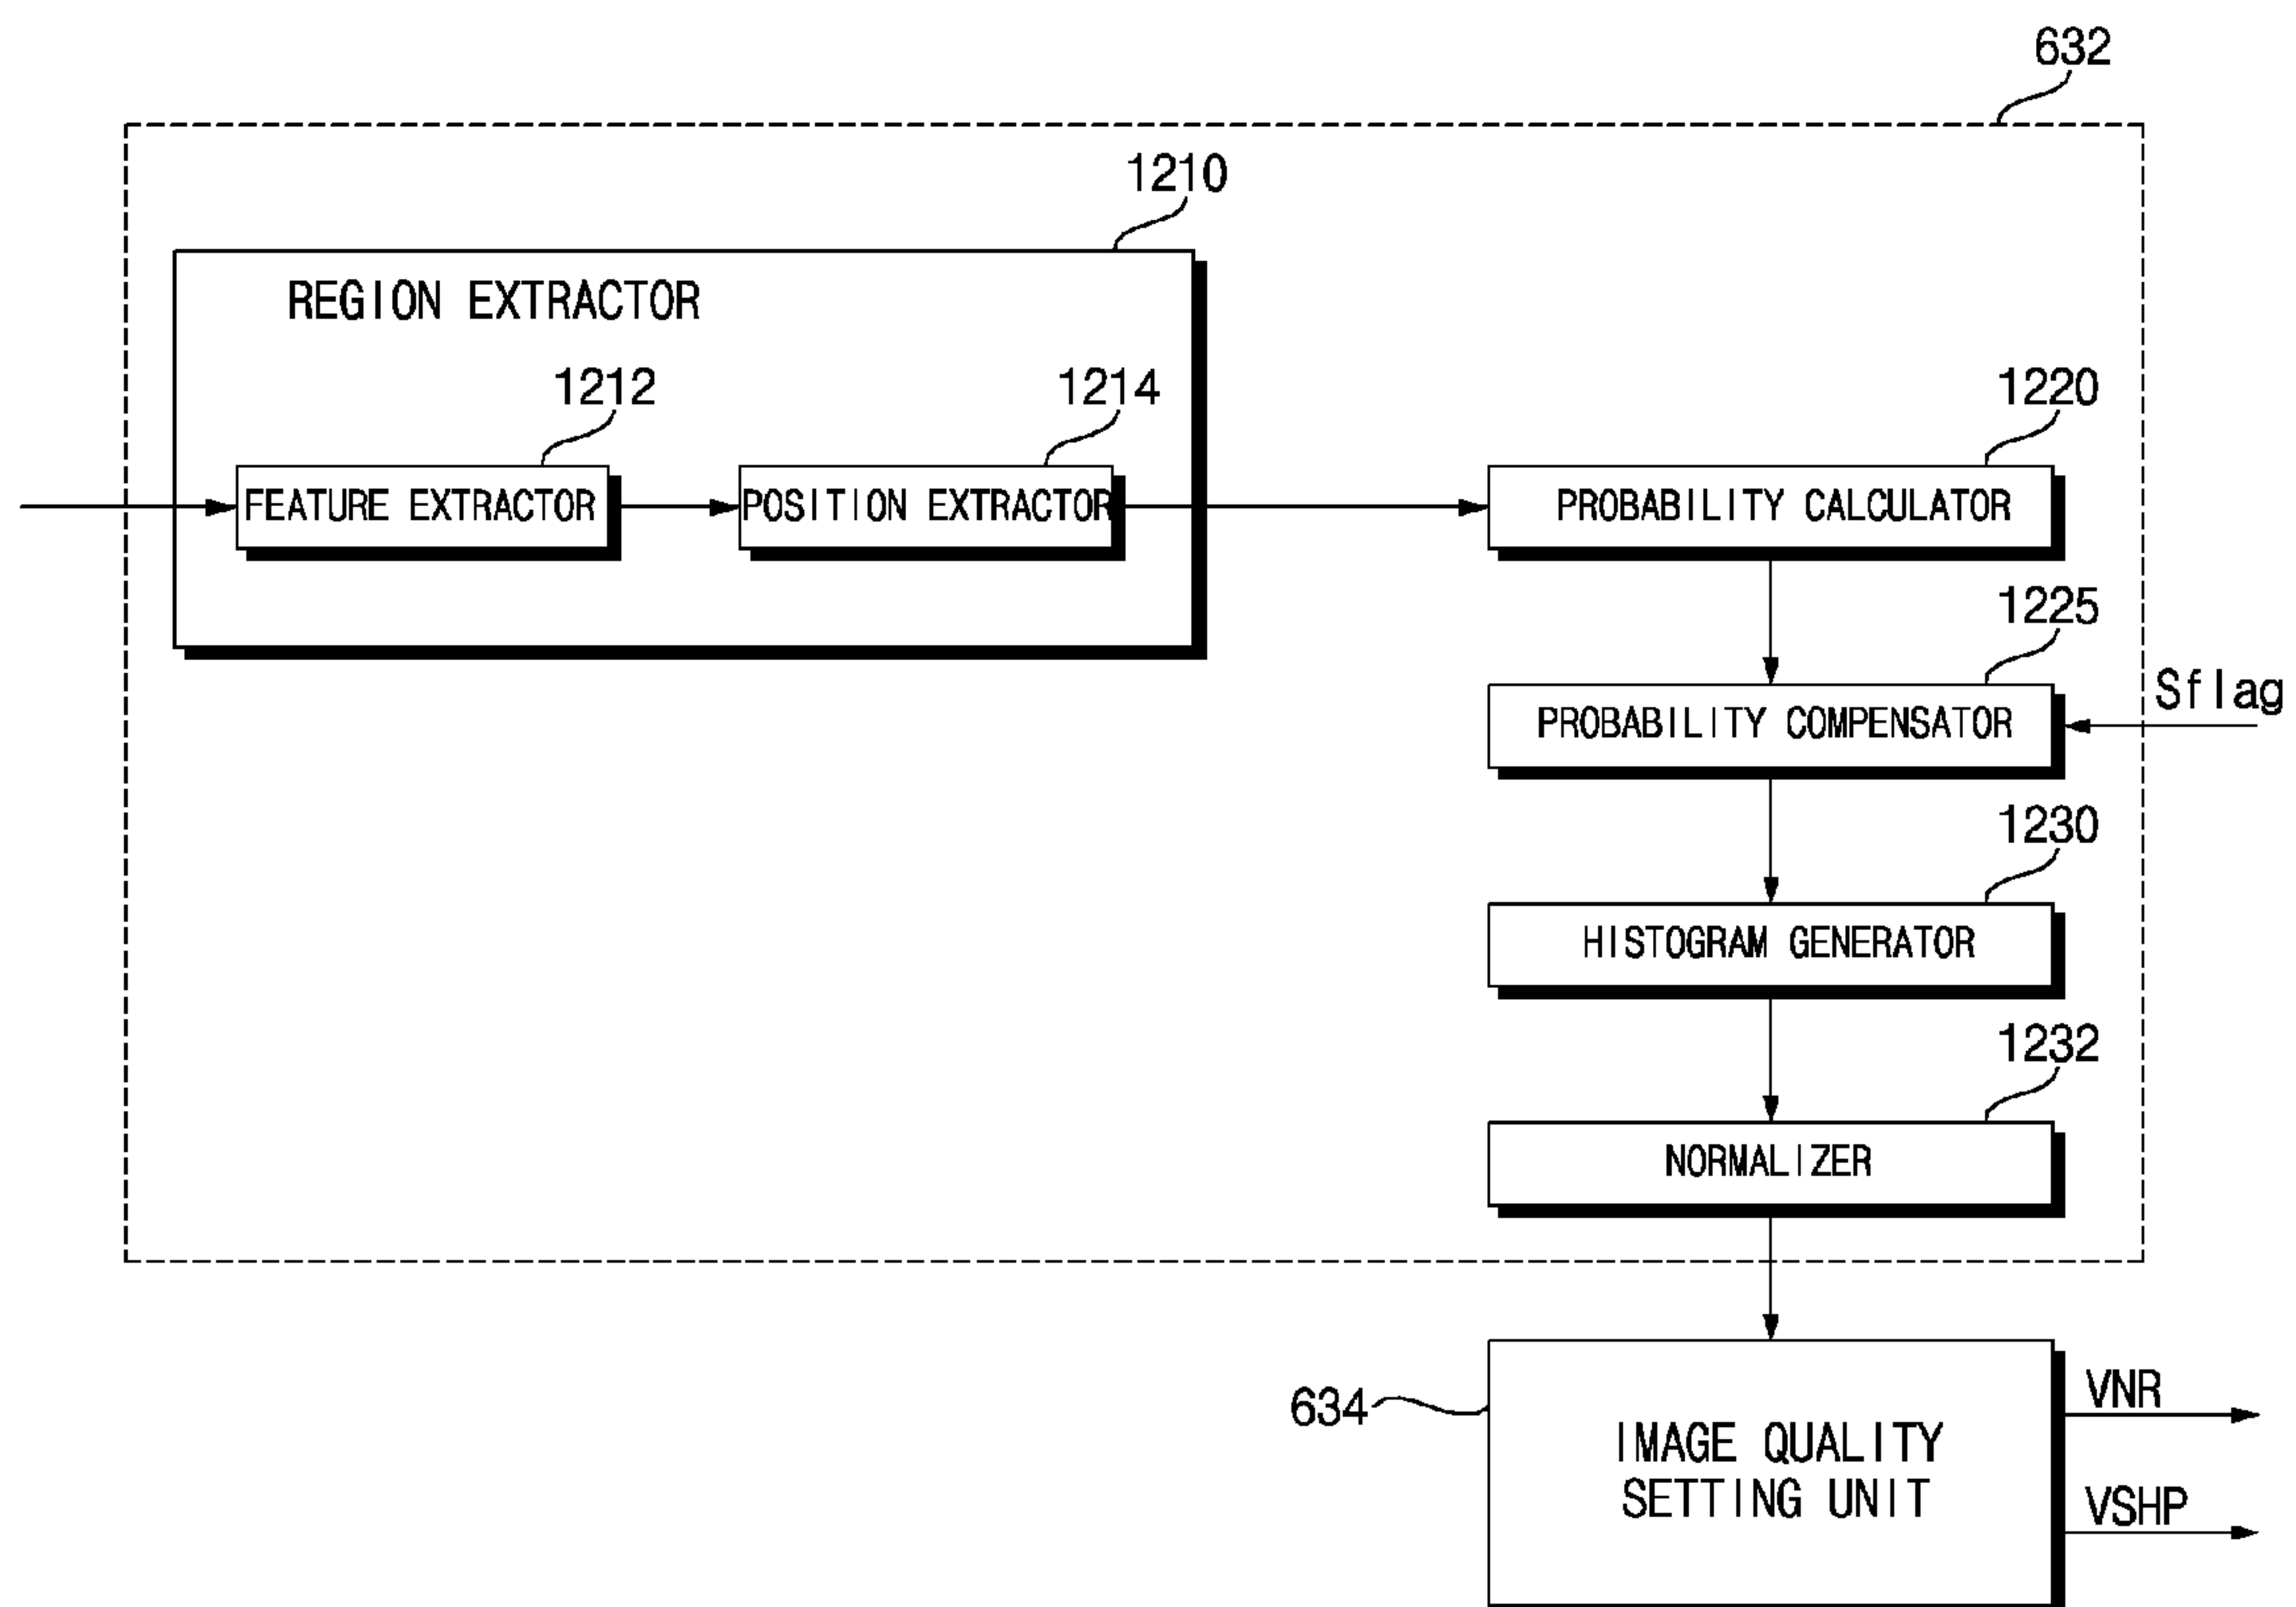 632
1210
REGION EXTRACTOR
1212
1214
1220
FEATURE EXTRACTOR
POSITION EXTRACTOR
PROBABILITY CALCULATOR
1225
Sflag
PROBABILITY COMPENSATOR
1230
HISTOGRAM GENERATOR
1232
NORMALIZER
634
VNR
IMAGE QUALITY
SETTING UNIT
VSHP